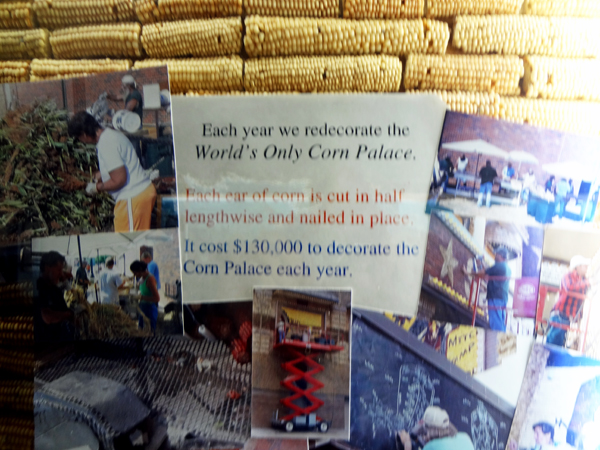 Each year we redecorate the
World's Only Corn Palace.
Each ear of corn is cut in half
lengthwise and nailed in place.
It cost $130,000 to decorate the
Corn Palace each year.